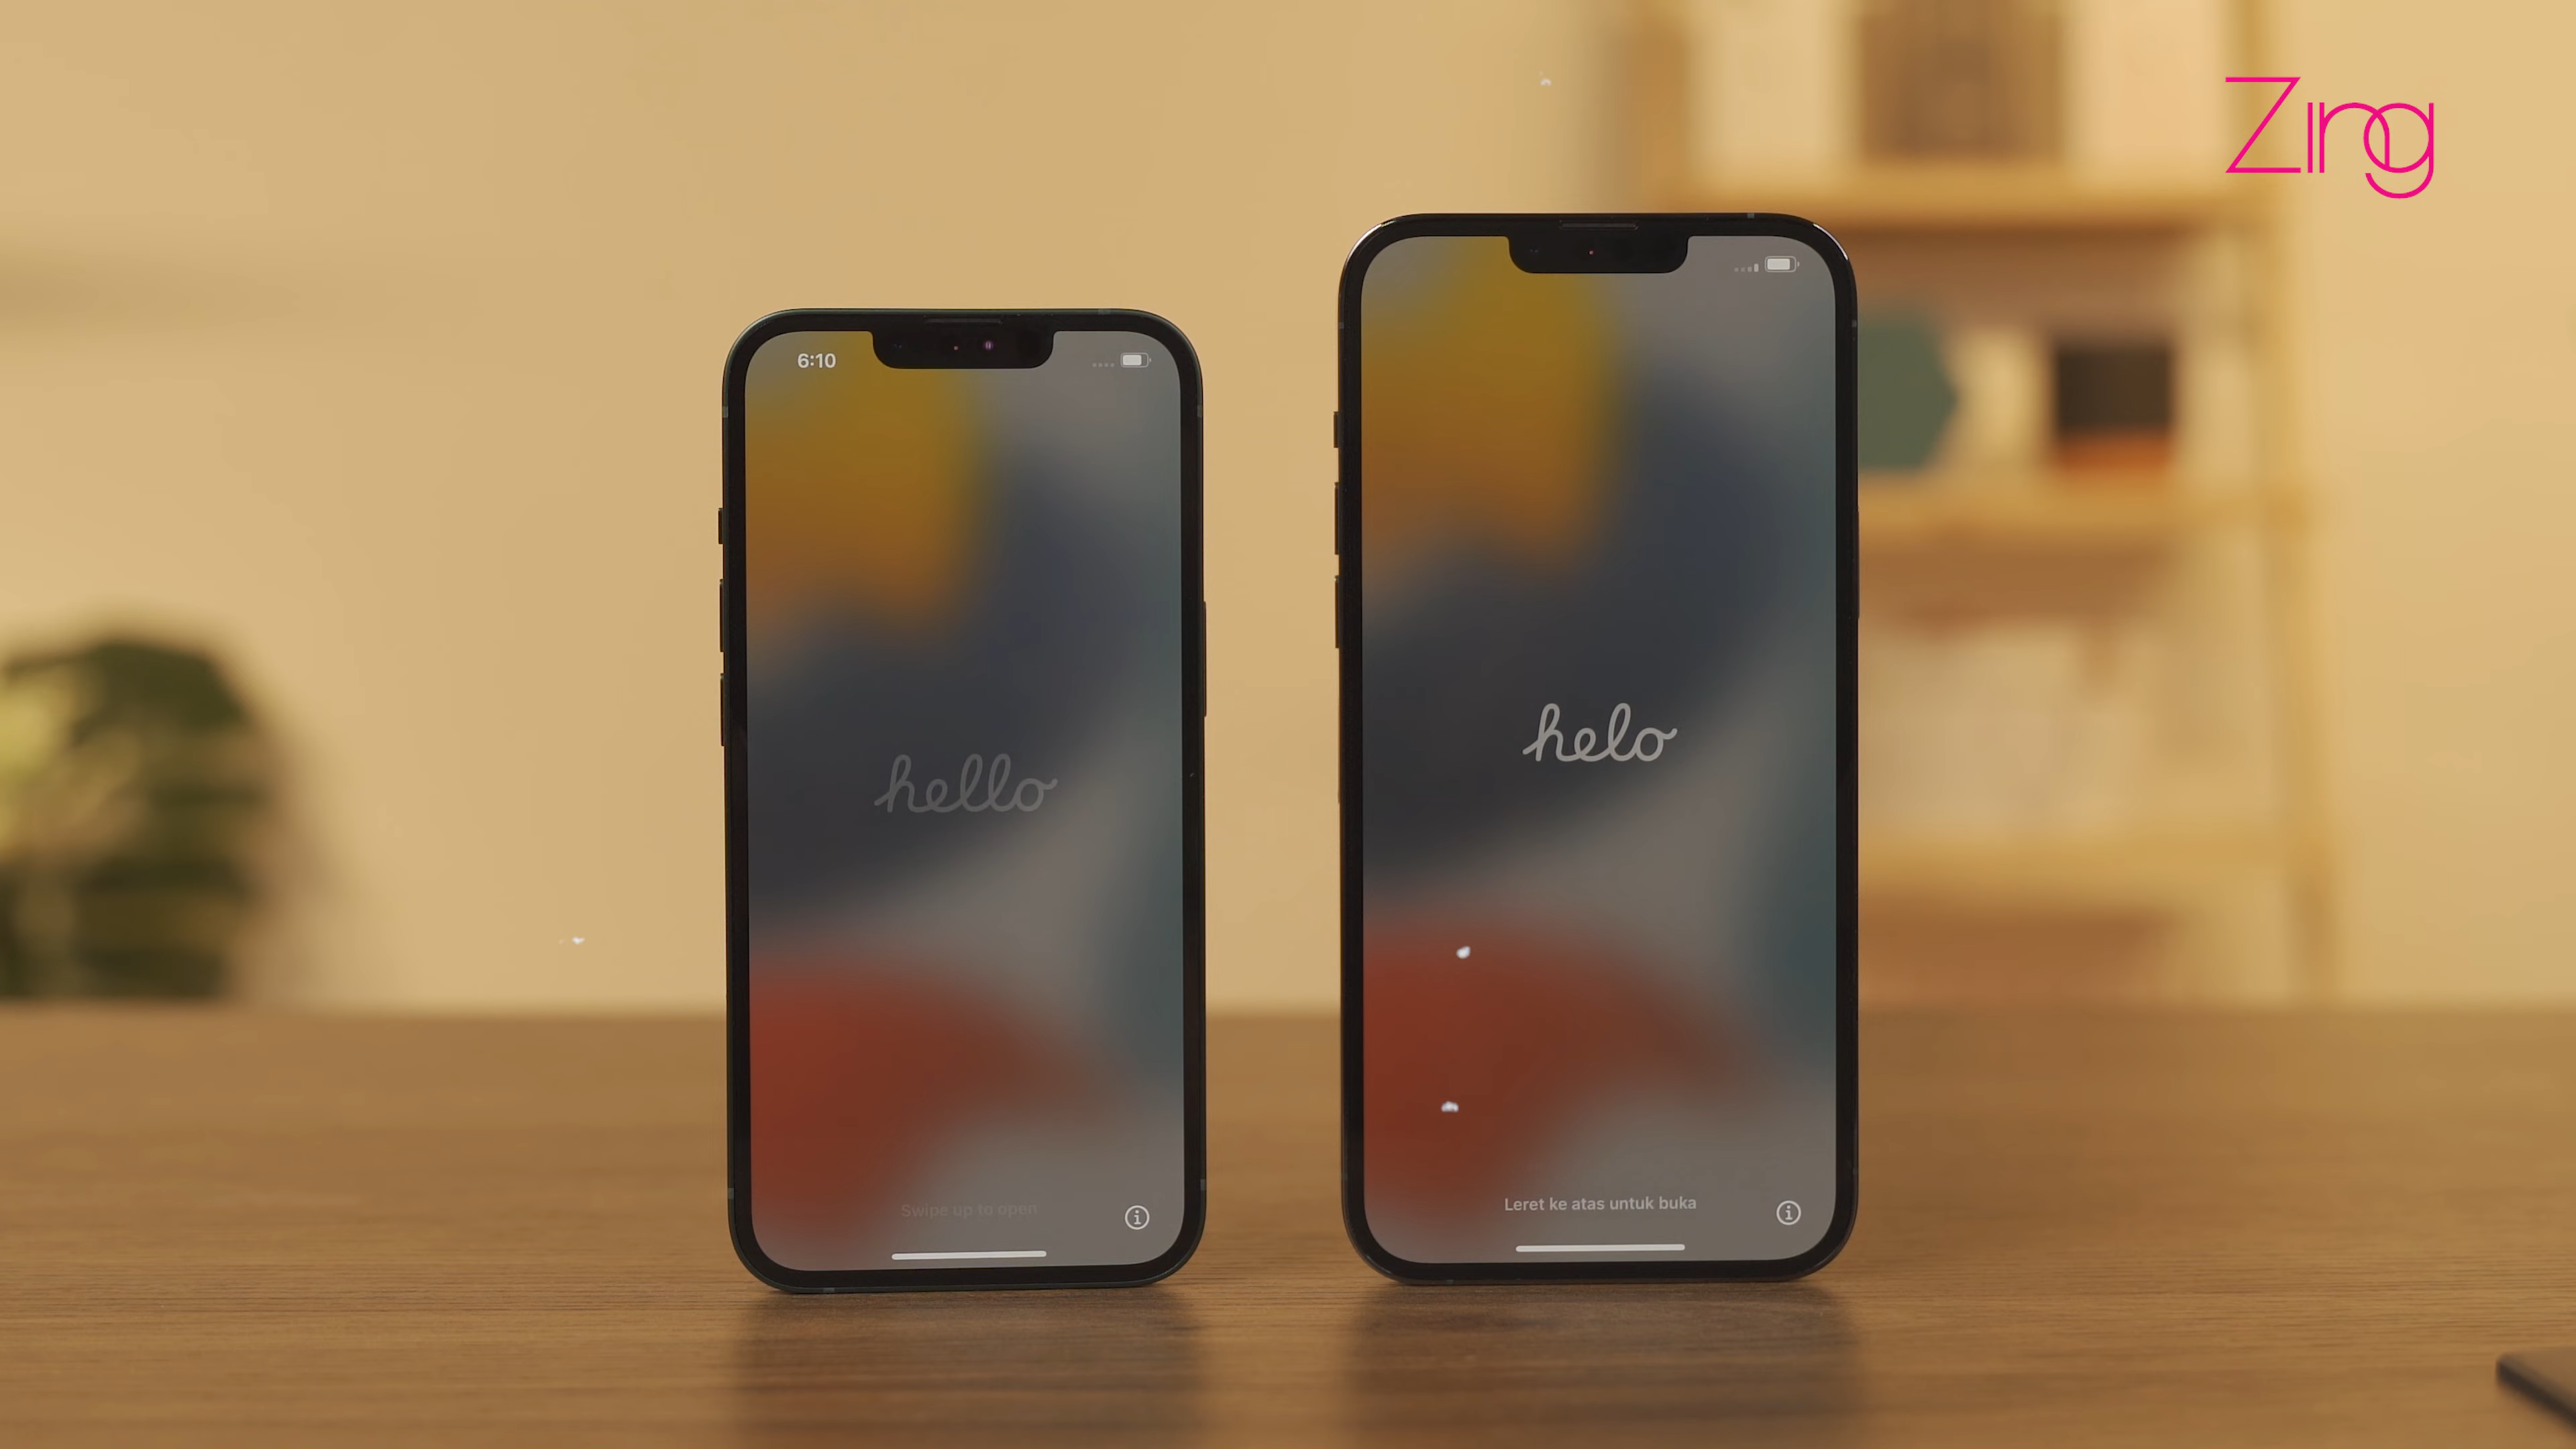 Zing
6:10
hello
Swipe up to open
helo
Leret ke atas untuk buka